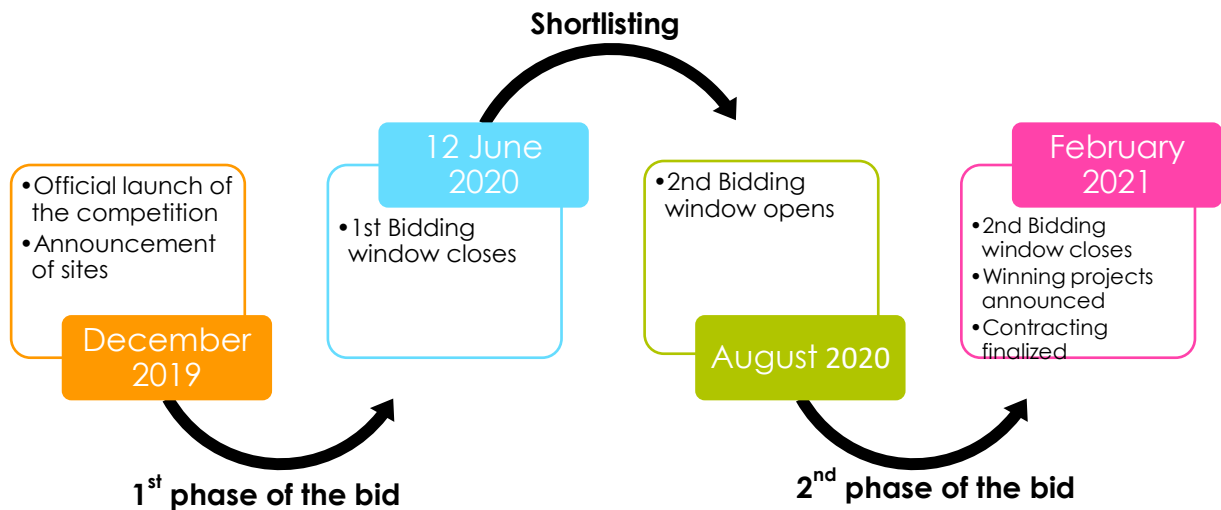 Shortlisting
•Official launch of
the competition
•Announcement
of sites
December
2019
12 June
2020
•1st Bidding
window closes
•2nd Bidding
window opens
August 2020
February
2021
•2nd Bidding
window closes
•Winning projects
announced
•Contracting
finalized
1st phase of the bid
2nd phase of the bid